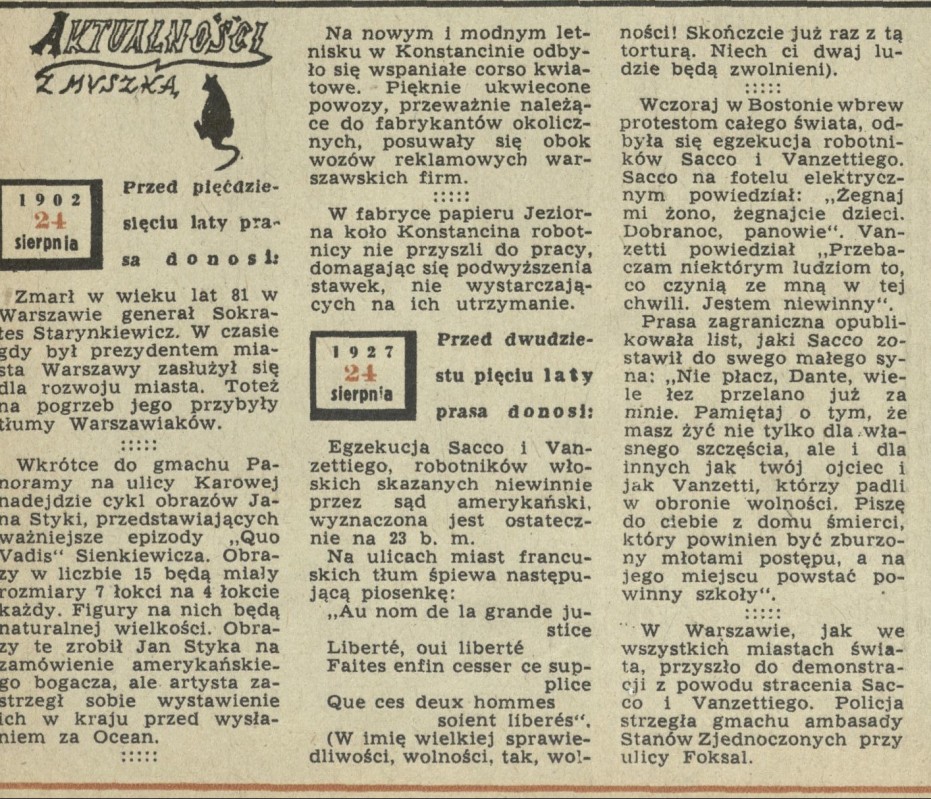 AKTUALNOŚCI
Z MYSZKĄ
1902
24
sierpnia
Przed pięćdzie-
sięciu laty pra-
sa donosi:
Zmarł w wieku lat 81 w
Warszawie generał Sokra-
tes Starynkiewicz. W czasie
gdy był prezydentem mia-
sta Warszawy zasłużył się
dla rozwoju miasta. Toteż
na pogrzeb jego przybyły
tłumy Warszawiaków.
:::::
Wkrótce do gmachu Pa-
noramy na ulicy Karowej
nadejdzie cykl obrazów Ja-
na Styki, przedstawiających
ważniejsze epizody „Quo
Vadis“ Sienkiewicza. Obra-
zy w liczbie 15 będą miały
rozmiary 7 łokci na 4 łokcie
każdy. Figury na nich będą
naturalnej wielkości. Obra-
zy te zrobił Jan Styka na
zamówienie amerykańskie-
go bogacza, ale artysta za-
strzegł sobie wystawienie
ich w kraju przed wysła-
niem za Ocean.
:::::
Na nowym i modnym let-
nisku w Konstancinie odby-
ło się wspaniałe corso kwia-
towe. Pięknie ukwiecone
powozy, przeważnie należą-
ce do fabrykantów okolicz-
nych, posuwały się obok
wozów reklamowych war-
szawskich firm.
:::::
W fabryce papieru Jezior-
na koło Konstancina robot-
nicy nie przyszli do pracy,
domagając się podwyższenia
stawek, nie wystarczają-
cych na ich utrzymanie.
1927
24
sierpnia
Przed dwudzie-
stu pięciu laty
prasa donosi:
Egzekucja Sacco i Van-
zettiego, robotników wło-
skich skazanych niewinnie
przez sąd amerykański,
wyznaczona jest ostatecz-
nie na 23 b. m.
Na ulicach miast francu-
skich tłum śpiewa następu-
jącą piosenkę:
„Au nom de la grande ju-
stice
Liberté, oui liberté
Faites enfin cesser ce sup-
plice
Que ces deux hommes
soient liberés“.
(W imię wielkiej sprawie-
dliwości, wolności, tak, wol-
ności! Skończcie już raz z tą
torturą. Niech ci dwaj lu-
dzie będą zwolnieni).
:::::
Wczoraj w Bostonie wbrew
protestom całego świata, od-
była się egzekucja robotni-
ków Sacco i Vanzettiego.
Sacco na fotelu elektrycz-
nym powiedział: „Żegnaj
mi żono, żegnajcie dzieci.
Dobranoc, panowie“. Van-
zetti powiedział „Przeba-
czam niektórym ludziom to,
co czynią ze mną w tej
chwili. Jestem niewinny“.
Prasa zagraniczna opubli-
kowała list, jaki Sacco zo-
stawił do swego małego sy-
na: „Nie płacz, Dante, wie-
le łez przelano już za
mnie. Pamiętaj o tym, że
masz żyć nie tylko dla wła-
snego szczęścia, ale i dla
innych jak twój ojciec i
jak Vanzetti, którzy padli
w obronie wolności. Piszę
do ciebie z domu śmierci,
który powinien być zburzo-
ny młotami postępu, a na
jego miejscu powstać po-
winny szkoły“.
:::::
W Warszawie, jak we
wszystkich miastach świa-
ta, przyszło do demonstra-
cji z powodu stracenia Sac-
co i Vanzettiego. Policja
strzegła gmachu ambasady
Stanów Zjednoczonych przy
ulicy Foksal.